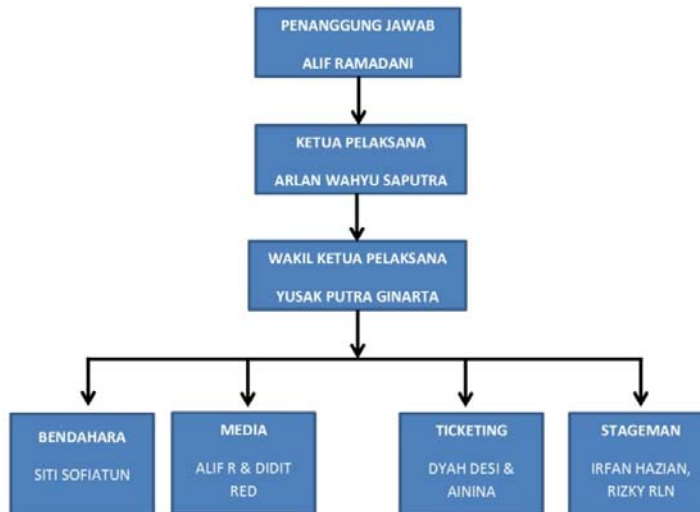 PENANGGUNG JAWAB
ALIF RAMADANI
KETUA PELAKSANA
ARLAN WAHYU SAPUTRA
WAKIL KETUA PELAKSANA
YUSAK PUTRA GINARTA
BENDAHARA
SITI SOFIATUN
MEDIA
ALIF R & DIDIT
RED
TICKETING
DYAH DESI &
AININA
STAGEMAN
IRFAN HAZIAN,
RIZKY RLN